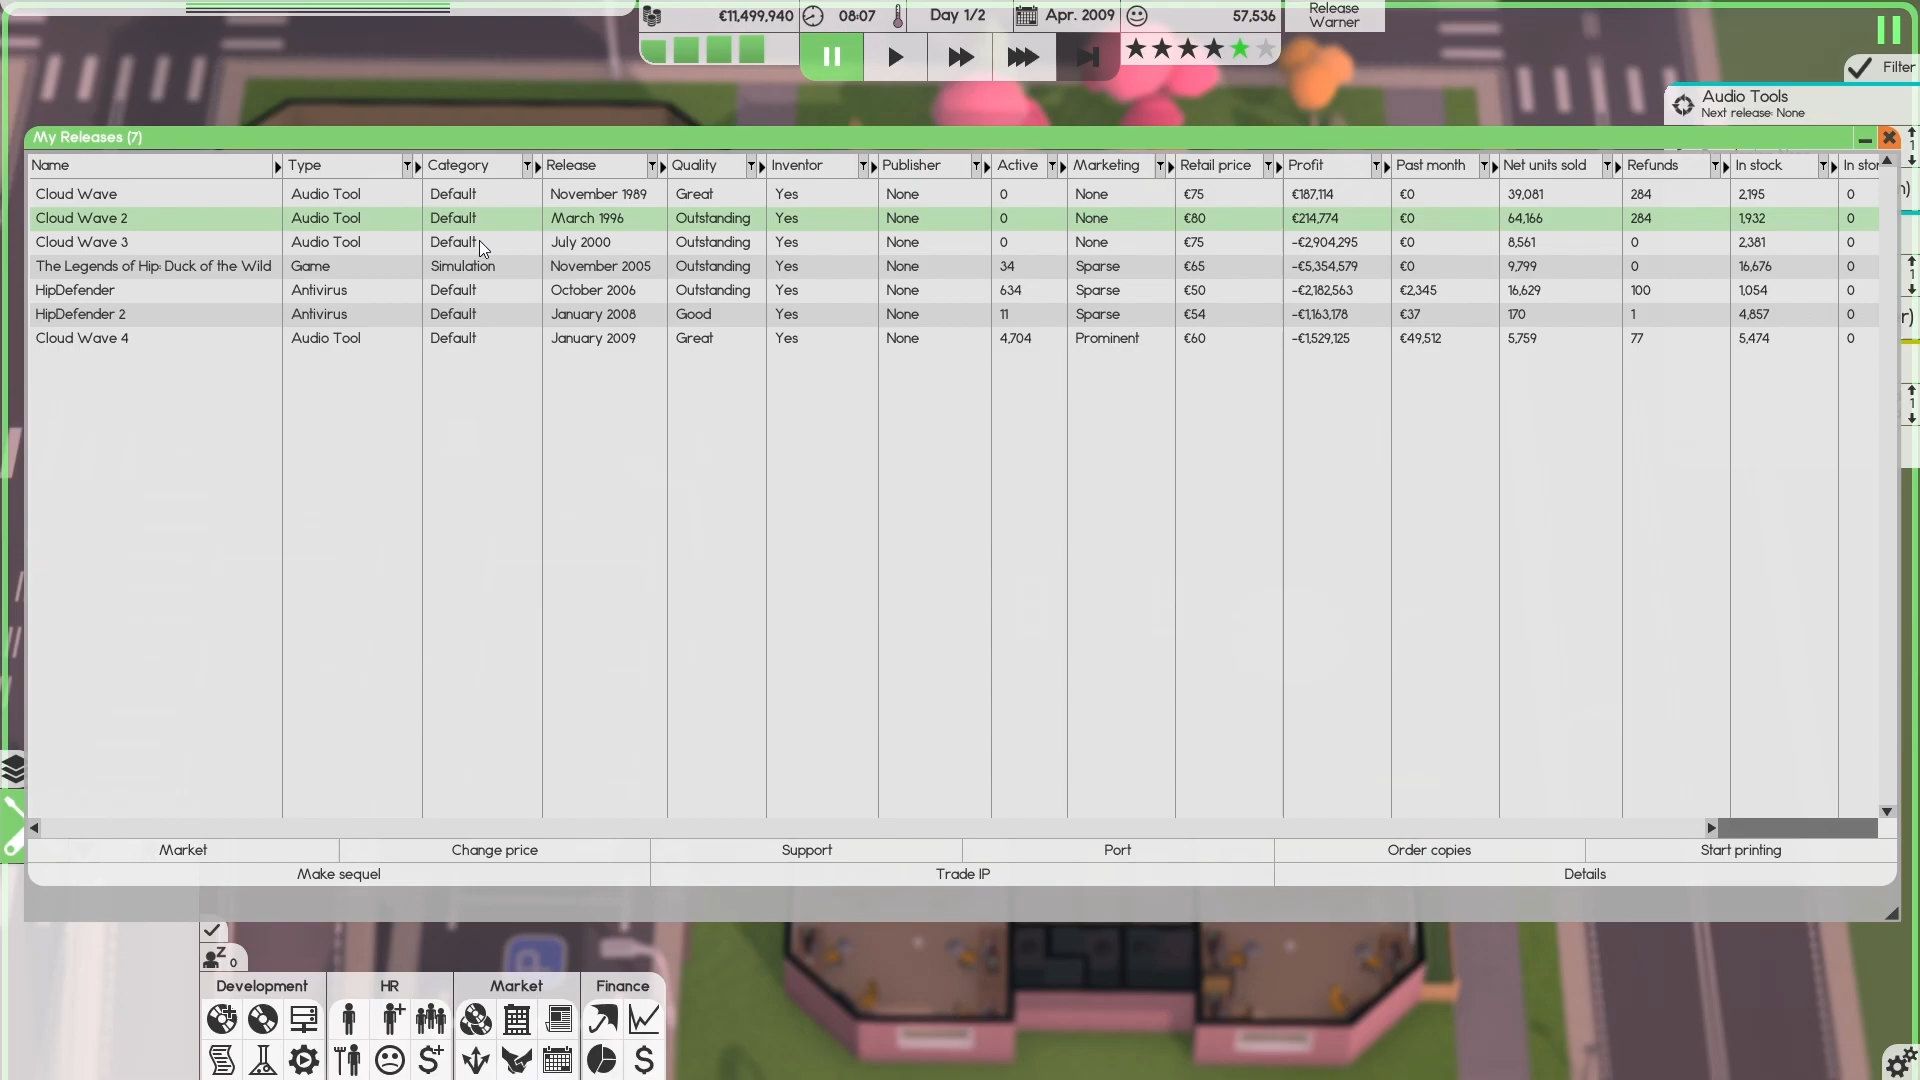 €11,499,940 08:07 Day 1/2 Apr. 2009 57,536 Release Warner
Filter
Audio Tools
Next release: None
My Releases (7)
Name Type Category Release Quality Inventor Publisher Active Marketing Retail price Profit Past month Net units sold Refunds In stock In stor
Cloud Wave Audio Tool Default November 1989 Great Yes None 0 None €75 €187,114 €0 39,081 284 2,195 0
Cloud Wave 2 Audio Tool Default March 1996 Outstanding Yes None 0 None €80 €214,774 €0 64,166 284 1,932 0
Cloud Wave 3 Audio Tool Default July 2000 Outstanding Yes None 0 None €75 -€2,904,295 €0 8,561 0 2,381 0
The Legends of Hip: Duck of the Wild Game Simulation November 2005 Outstanding Yes None 34 Sparse €65 -€5,354,579 €0 9,799 0 16,676 0
HipDefender Antivirus Default October 2006 Outstanding Yes None 634 Sparse €50 -€2,182,563 €2,345 16,629 100 1,054 0
HipDefender 2 Antivirus Default January 2008 Good Yes None 11 Sparse €54 -€1,163,178 €37 170 1 4,857 0
Cloud Wave 4 Audio Tool Default January 2009 Great Yes None 4,704 Prominent €60 -€1,529,125 €49,512 5,759 77 5,474 0
Market Change price Support Port Order copies Start printing
Make sequel Trade IP Details
z 0
Development HR Market Finance